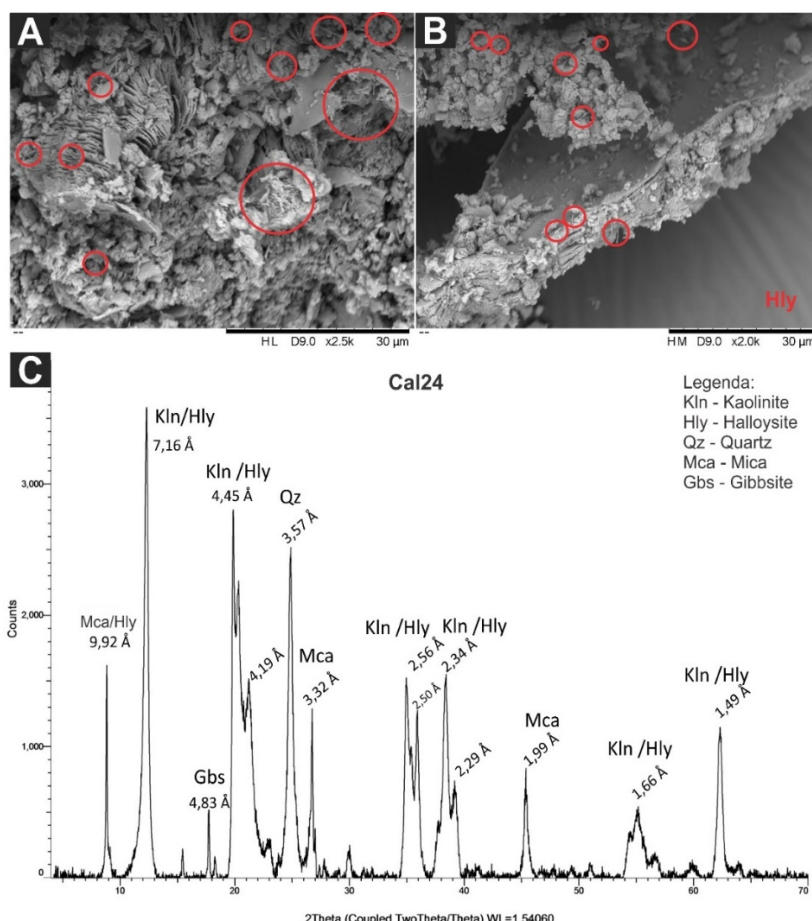 A
B
Hly
HL D9.0 x2.5k 30 µm
HM D9.0 x2.0k 30 µm
C
Cal24
Legenda:
Kln - Kaolinite
Hly - Halloysite
Qz - Quartz
Mca - Mica
Gbs - Gibbsite
Kln/Hly
7,16 Å
Kln /Hly
4,45 Å
Qz
3,57 Å
Mca/Hly
9,92 Å
4,19 Å
Mca
3,32 Å
Gbs
4,83 Å
Kln /Hly
2,56 Å
2,50 Å
Kln /Hly
2,34 Å
2,29 Å
Mca
1,99 Å
Kln /Hly
1,66 Å
Kln /Hly
1,49 Å
Counts
3,000
2,000
1,000
0
10 20 30 40 50 60 70
2Theta (Coupled TwoTheta/Theta) WL=1.54060